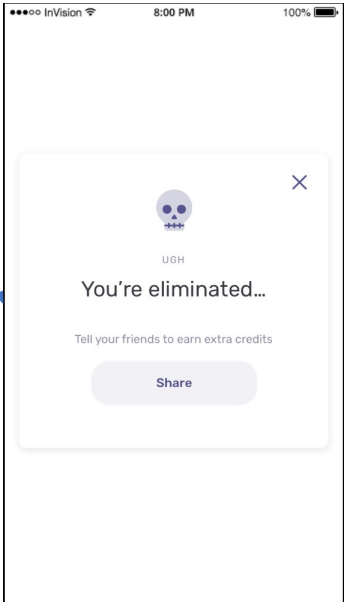 InVision 8:00 PM 100%
UGH
You're eliminated...
Tell your friends to earn extra credits
Share